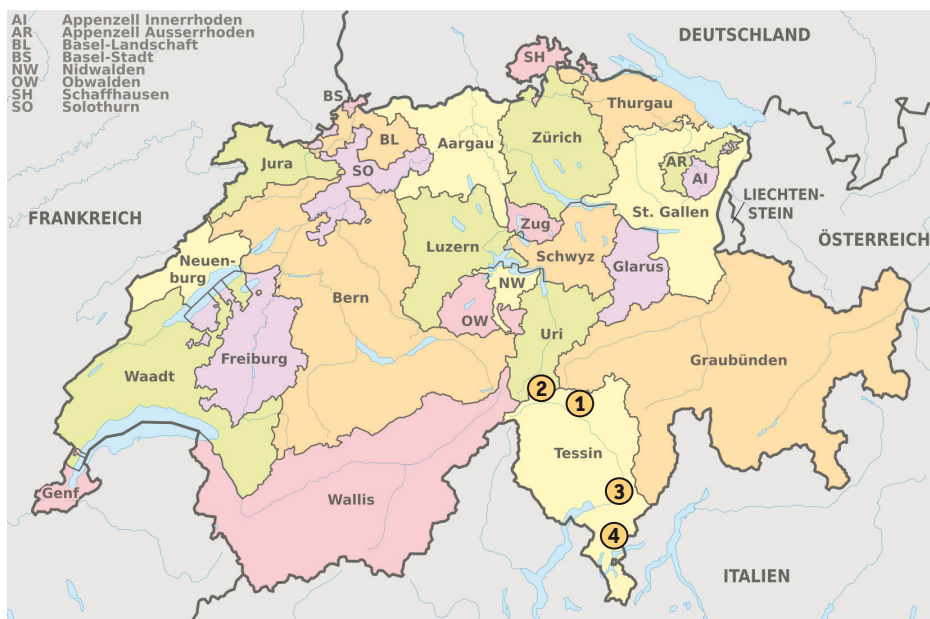 AI Appenzell Innerrhoden
AR Appenzell Ausserrhoden
BL Basel-Landschaft
BS Basel-Stadt
NW Nidwalden
OW Obwalden
SH Schaffhausen
SO Solothurn
DEUTSCHLAND
SH
BS
Thurgau
BL
Aargau
Zürich
Jura
SO
AR
AI
LIECHTEN-
STEIN
FRANKREICH
St. Gallen
Zug
ÖSTERREICH
Luzern
Schwyz
Neuen-
burg
Glarus
NW
Bern
OW
Uri
Freiburg
Graubünden
Waadt
2
1
Tessin
Genf
Wallis
3
4
ITALIEN